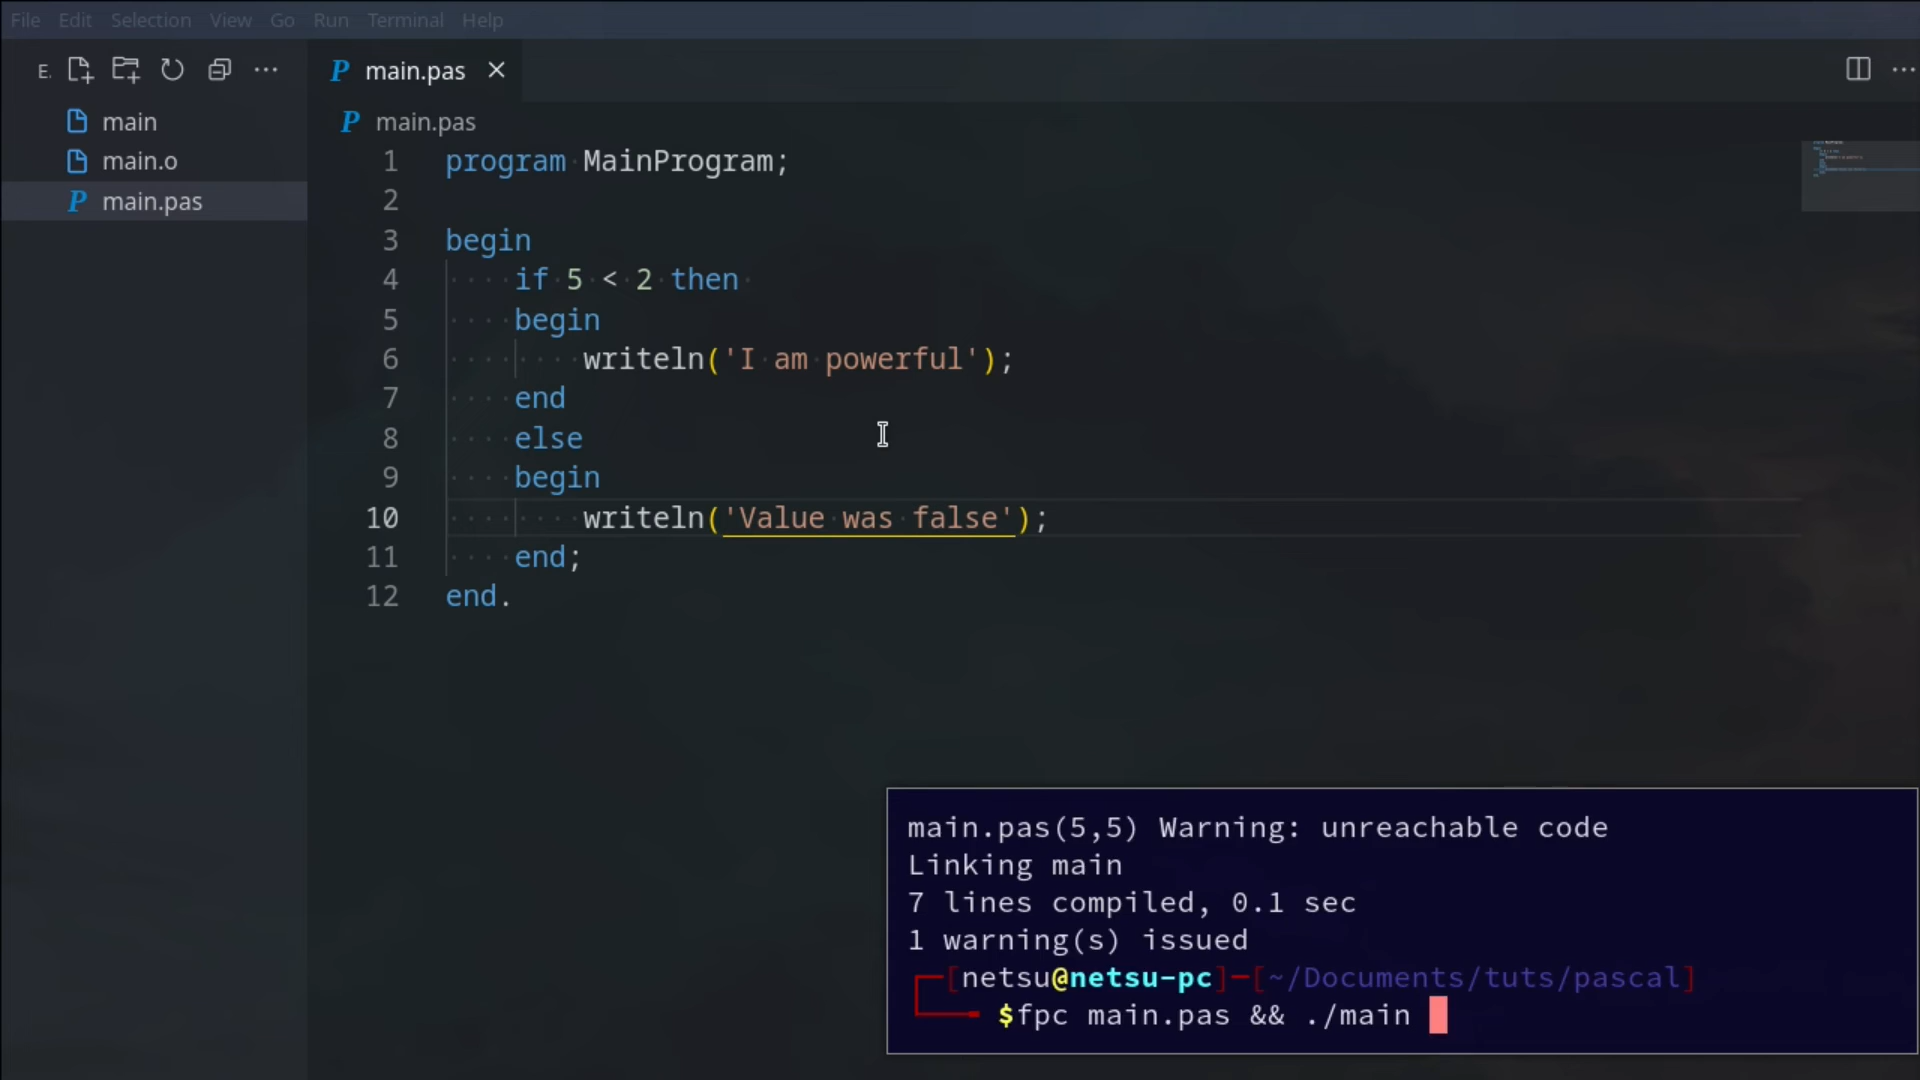 File Edit Selection View Go Run Terminal Help
E.
main.pas
main
main.o
main.pas
main.pas
1 program MainProgram;
2
3 begin
4 if 5 < 2 then
5 begin
6 writeln('I am powerful');
7 end
8 else
9 begin
10 writeln('Value was false');
11 end;
12 end.
main.pas(5,5) Warning: unreachable code
Linking main
7 lines compiled, 0.1 sec
1 warning(s) issued
[netsu@netsu-pc]-[~/Documents/tuts/pascal]
$fpc main.pas && ./main